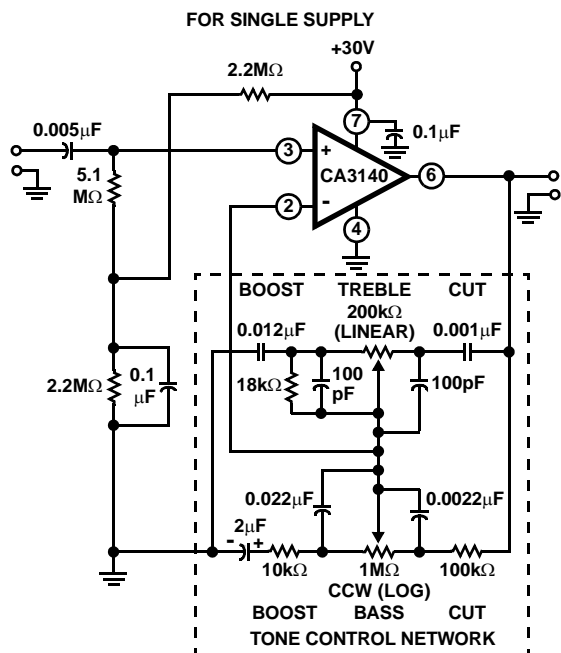 FOR SINGLE SUPPLY
+30V
2.2MΩ
7
0.005μF
0.1μF
3
+
CA3140
6
5.1
MΩ
2
-
4
BOOST TREBLE CUT
200kΩ
(LINEAR)
0.012μF
0.001μF
18kΩ
100
pF
100pF
2.2MΩ
0.1
μF
0.022μF
0.0022μF
2μF
- +
10kΩ
1MΩ
100kΩ
CCW (LOG)
BOOST BASS CUT
TONE CONTROL NETWORK